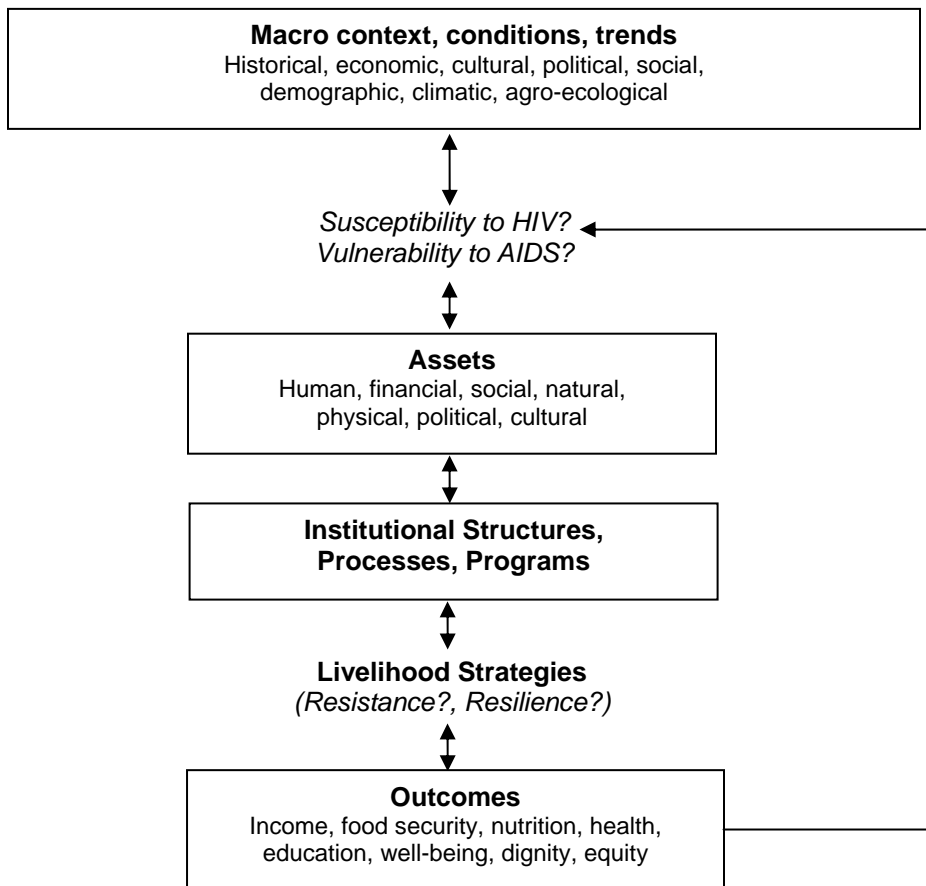 Macro context, conditions, trends
Historical, economic, cultural, political, social,
demographic, climatic, agro-ecological
Susceptibility to HIV?
Vulnerability to AIDS?
Assets
Human, financial, social, natural,
physical, political, cultural
Institutional Structures,
Processes, Programs
Livelihood Strategies
(Resistance?, Resilience?)
Outcomes
Income, food security, nutrition, health,
education, well-being, dignity, equity